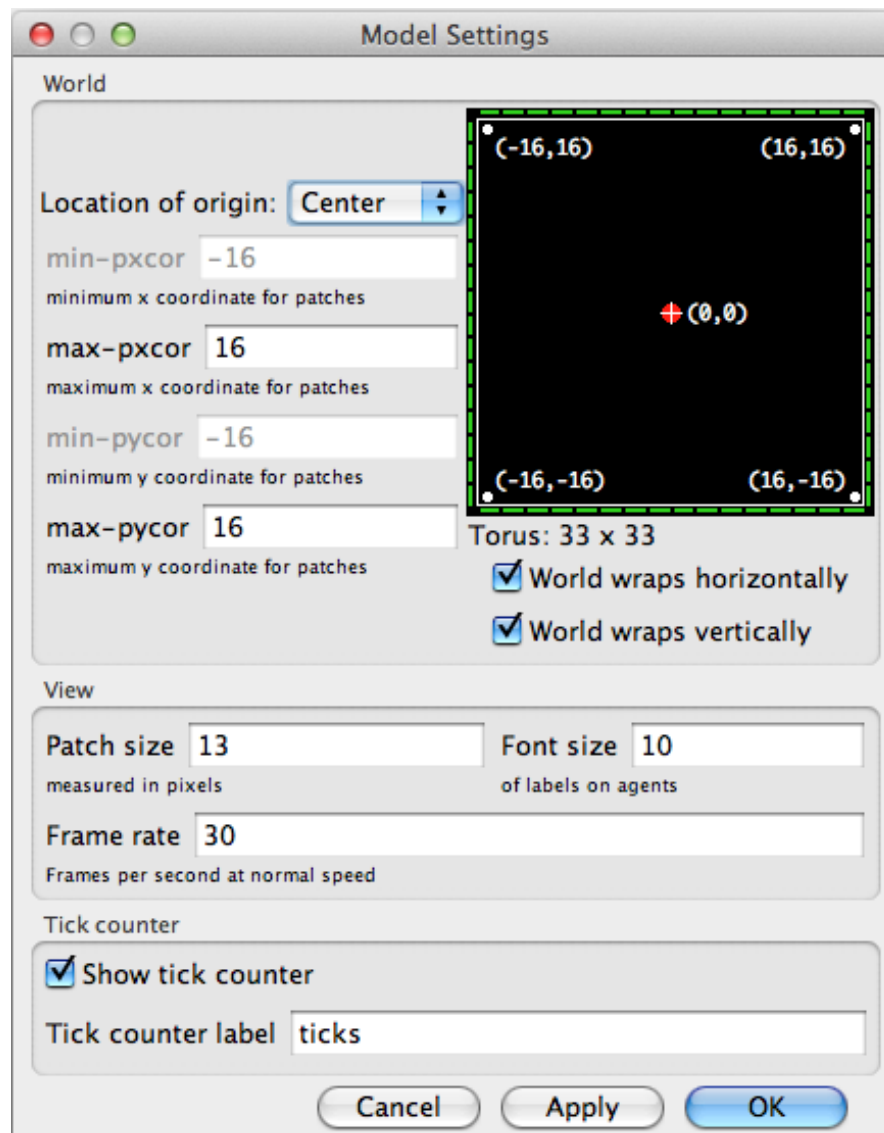 Model Settings
World
(-16,16) (16,16)
Location of origin: Center
min-pxcor -16
minimum x coordinate for patches
(0,0)
max-pxcor 16
maximum x coordinate for patches
min-pycor -16
minimum y coordinate for patches
(-16,-16) (16,-16)
max-pycor 16
maximum y coordinate for patches
Torus: 33 x 33
World wraps horizontally
World wraps vertically
View
Patch size 13 Font size 10
measured in pixels of labels on agents
Frame rate 30
Frames per second at normal speed
Tick counter
Show tick counter
Tick counter label ticks
Cancel Apply OK